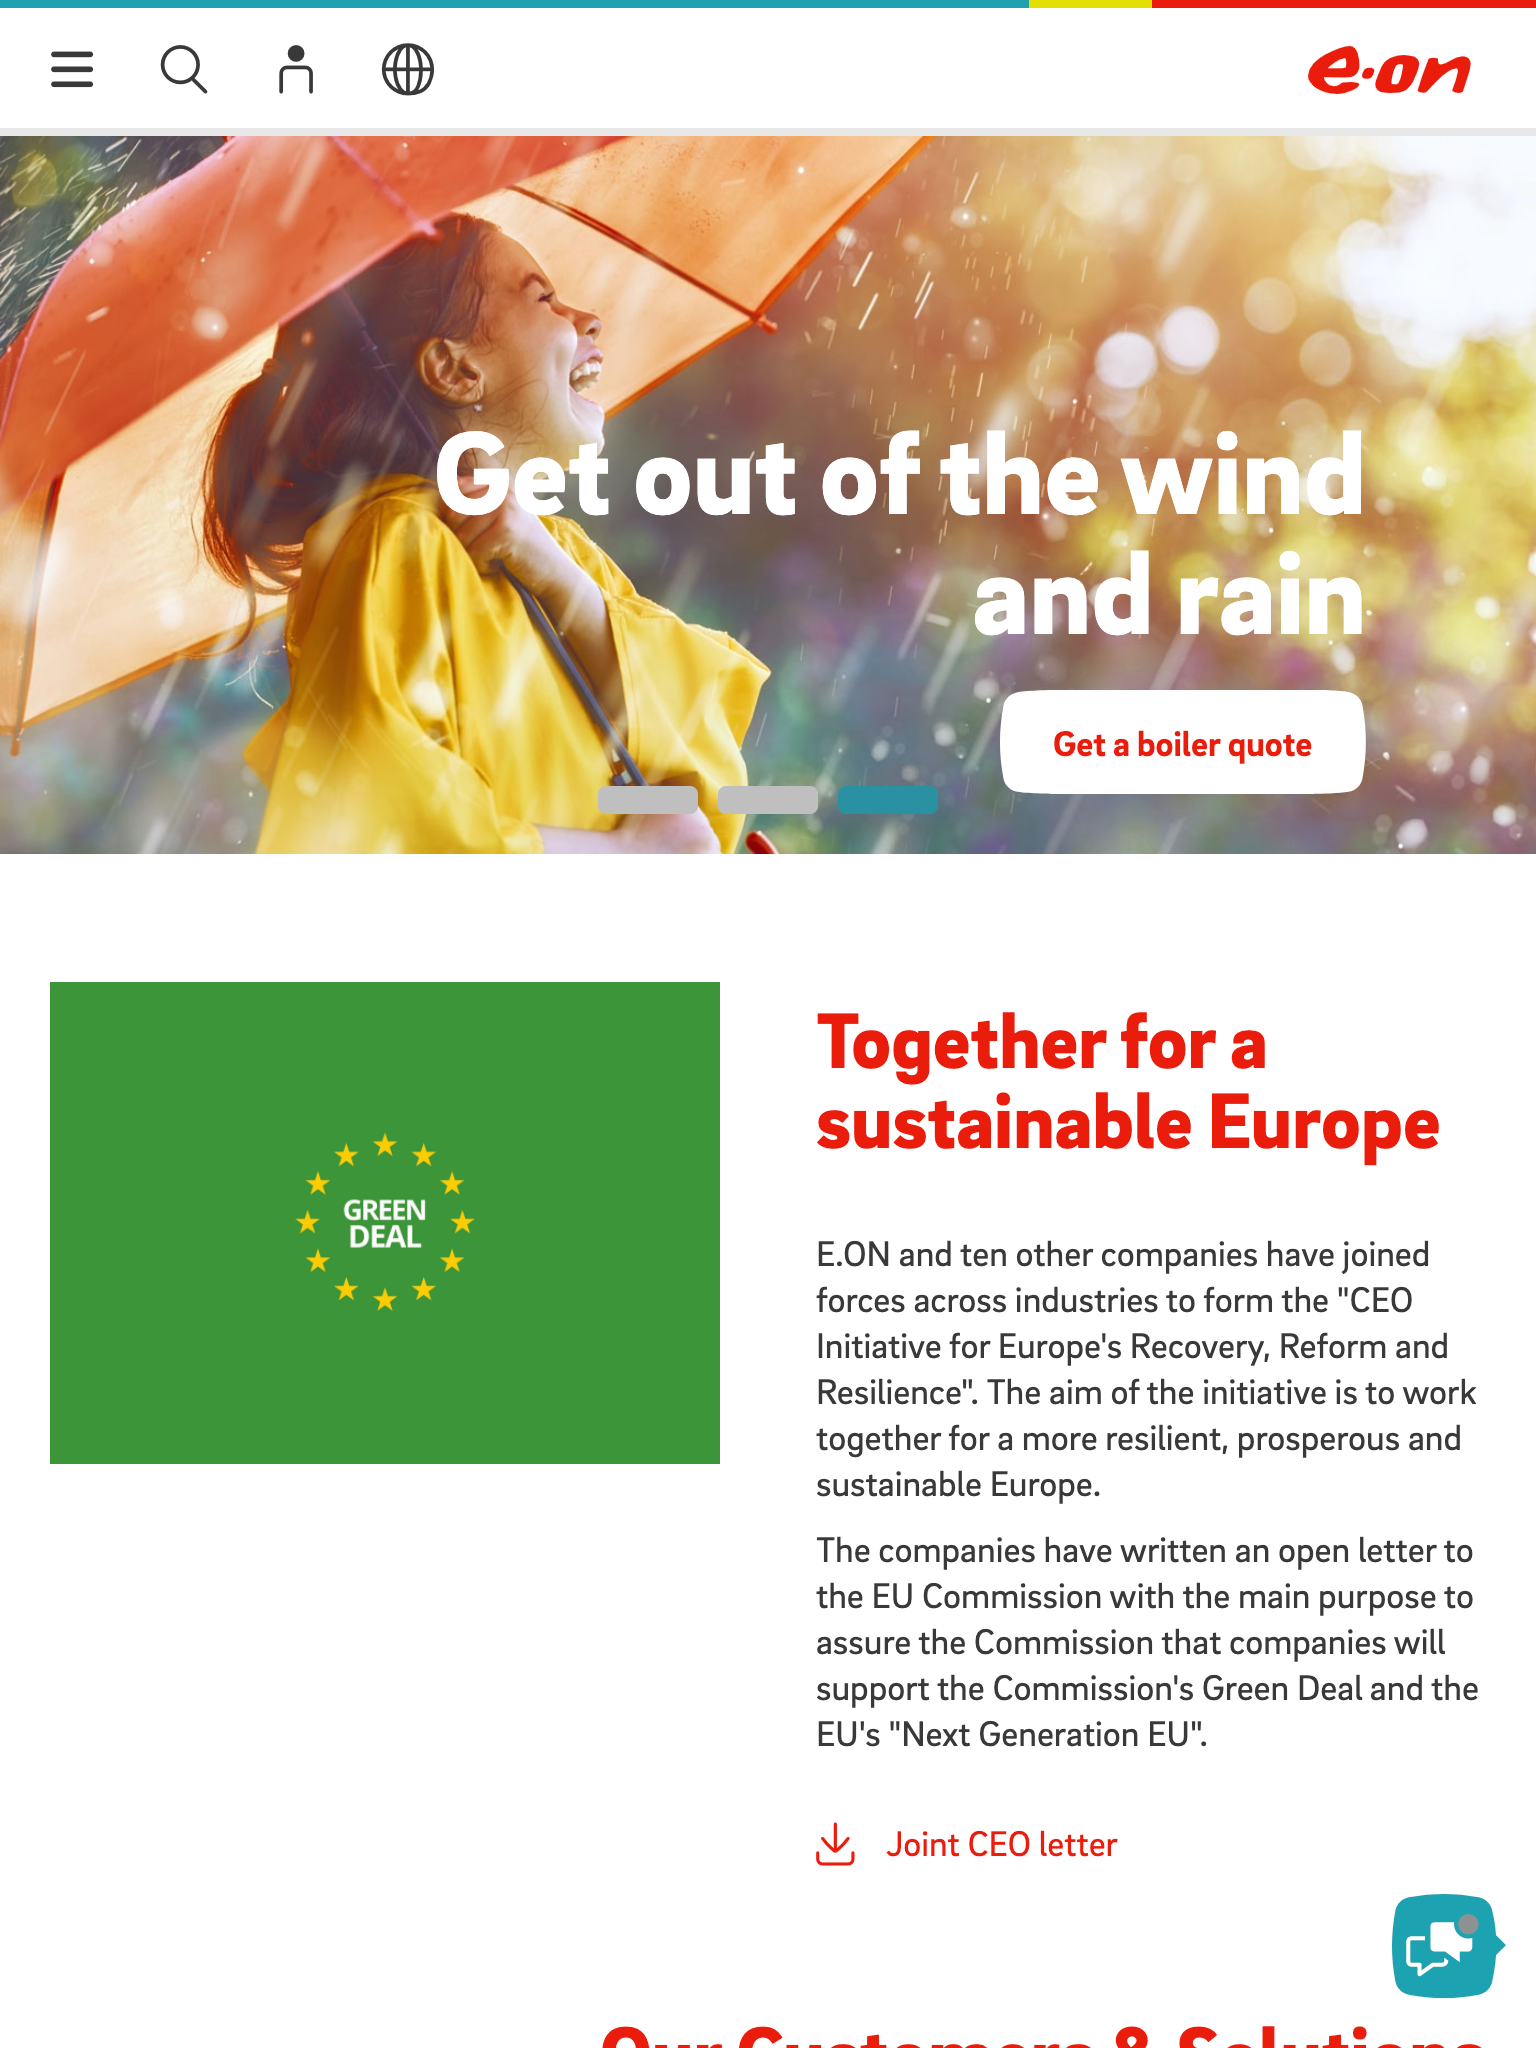 e·on
Get out of the wind
and rain
Get a boiler quote
GREEN
DEAL
Together for a
sustainable Europe
E.ON and ten other companies have joined
forces across industries to form the "CEO
Initiative for Europe's Recovery, Reform and
Resilience". The aim of the initiative is to work
together for a more resilient, prosperous and
sustainable Europe.
The companies have written an open letter to
the EU Commission with the main purpose to
assure the Commission that companies will
support the Commission's Green Deal and the
EU's "Next Generation EU".
Joint CEO letter
Our Customers & Solutions